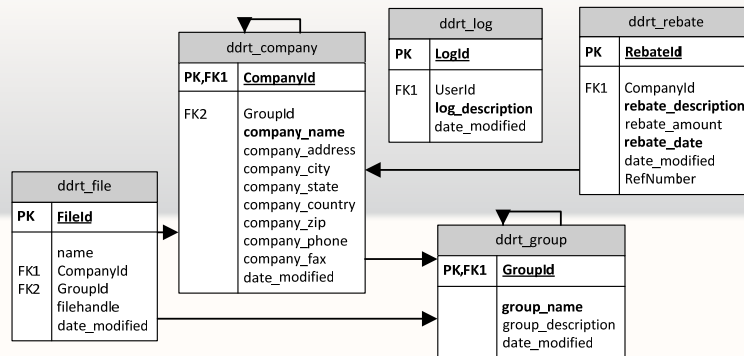 ddrt_company
PK,FK1 CompanyId
FK2 GroupId
company_name
company_address
company_city
company_state
company_country
company_zip
company_phone
company_fax
date_modified
ddrt_log
PK LogId
FK1 UserId
log_description
date_modified
ddrt_rebate
PK RebateId
FK1 CompanyId
rebate_description
rebate_amount
rebate_date
date_modified
RefNumber
ddrt_file
PK FileId
name
FK1 CompanyId
FK2 GroupId
filehandle
date_modified
ddrt_group
PK,FK1 GroupId
group_name
group_description
date_modified